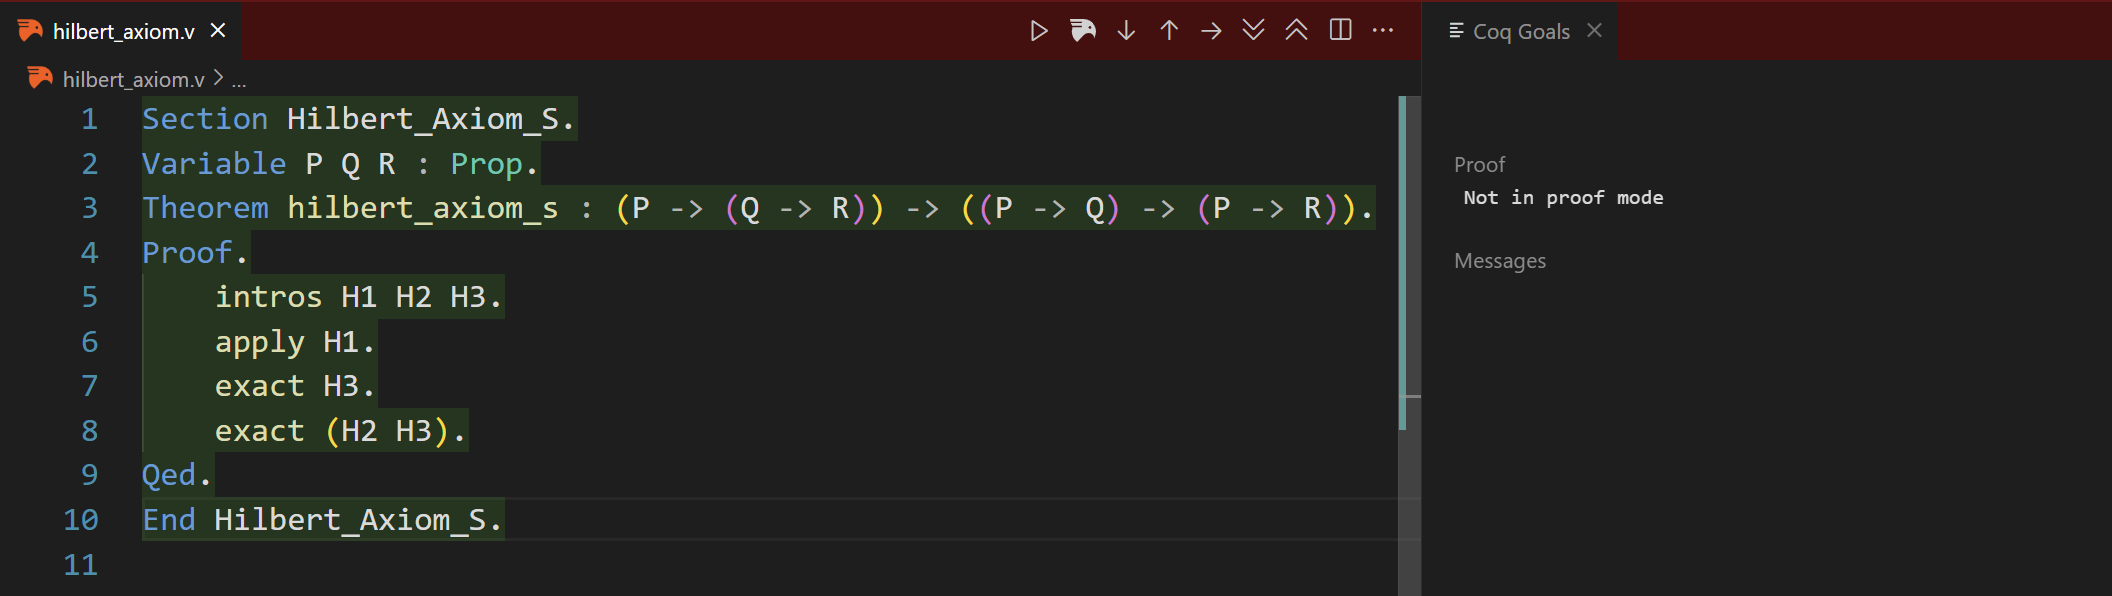 hilbert_axiom.v
Coq Goals
hilbert_axiom.v > ...
1 Section Hilbert_Axiom_S.
2 Variable P Q R : Prop.
3 Theorem hilbert_axiom_s : (P -> (Q -> R)) -> ((P -> Q) -> (P -> R)).
4 Proof.
5 intros H1 H2 H3.
6 apply H1.
7 exact H3.
8 exact (H2 H3).
9 Qed.
10 End Hilbert_Axiom_S.
11
Proof
Not in proof mode
Messages